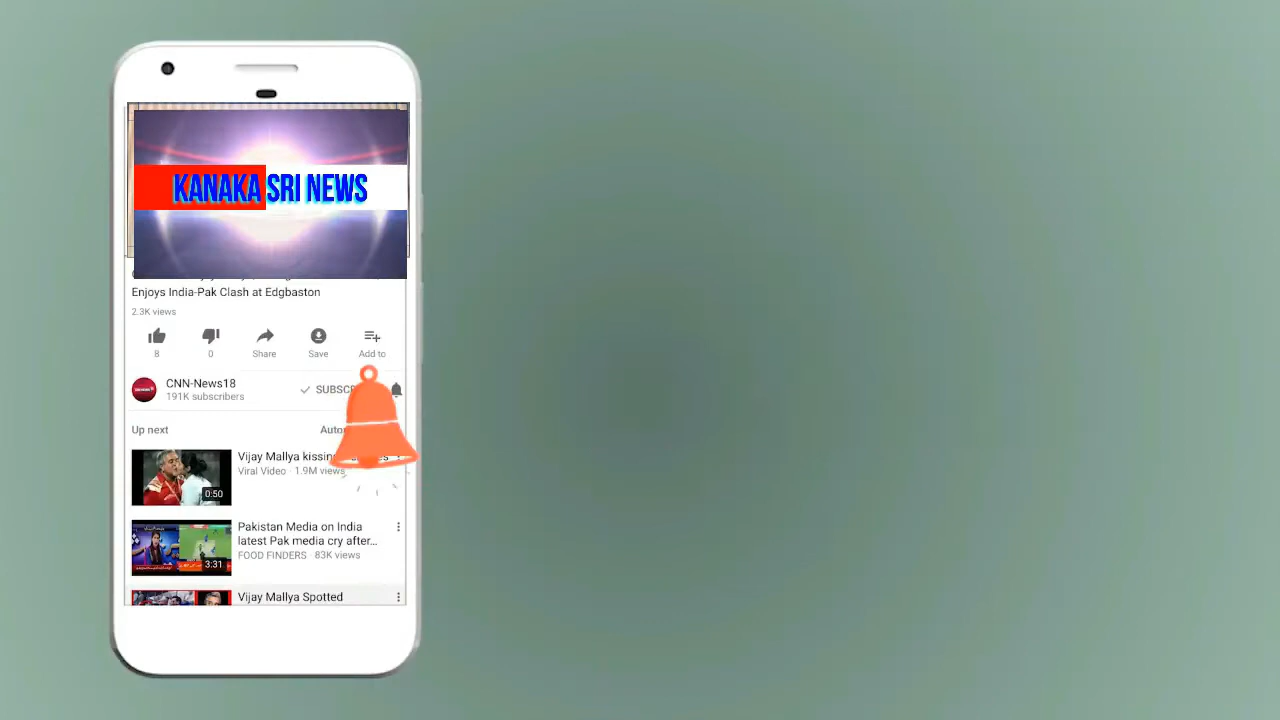 KANAKA SRI NEWS
Enjoys India-Pak Clash at Edgbaston
2.3K views
8
0
Share
Save
Add to
CNN-News18
191K subscribers
Up next
Vijay Mallya
Viral Video · 1.9M views
0:50
Pakistan Media on India
latest Pak media cry after...
FOOD FINDERS · 83K views
3:31
Vijay Mallya Spotted